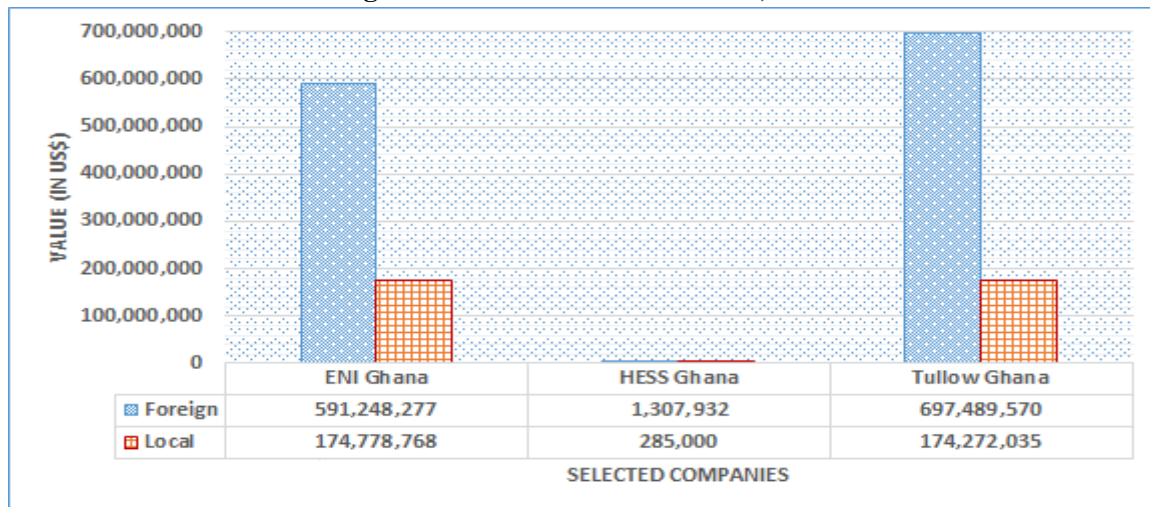 700,000,000
600,000,000
500,000,000
400,000,000
300,000,000
200,000,000
100,000,000
0
VALUE (IN US$)
ENI Ghana HESS Ghana Tullow Ghana
Foreign 591,248,277 1,307,932 697,489,570
Local 174,778,768 285,000 174,272,035
SELECTED COMPANIES